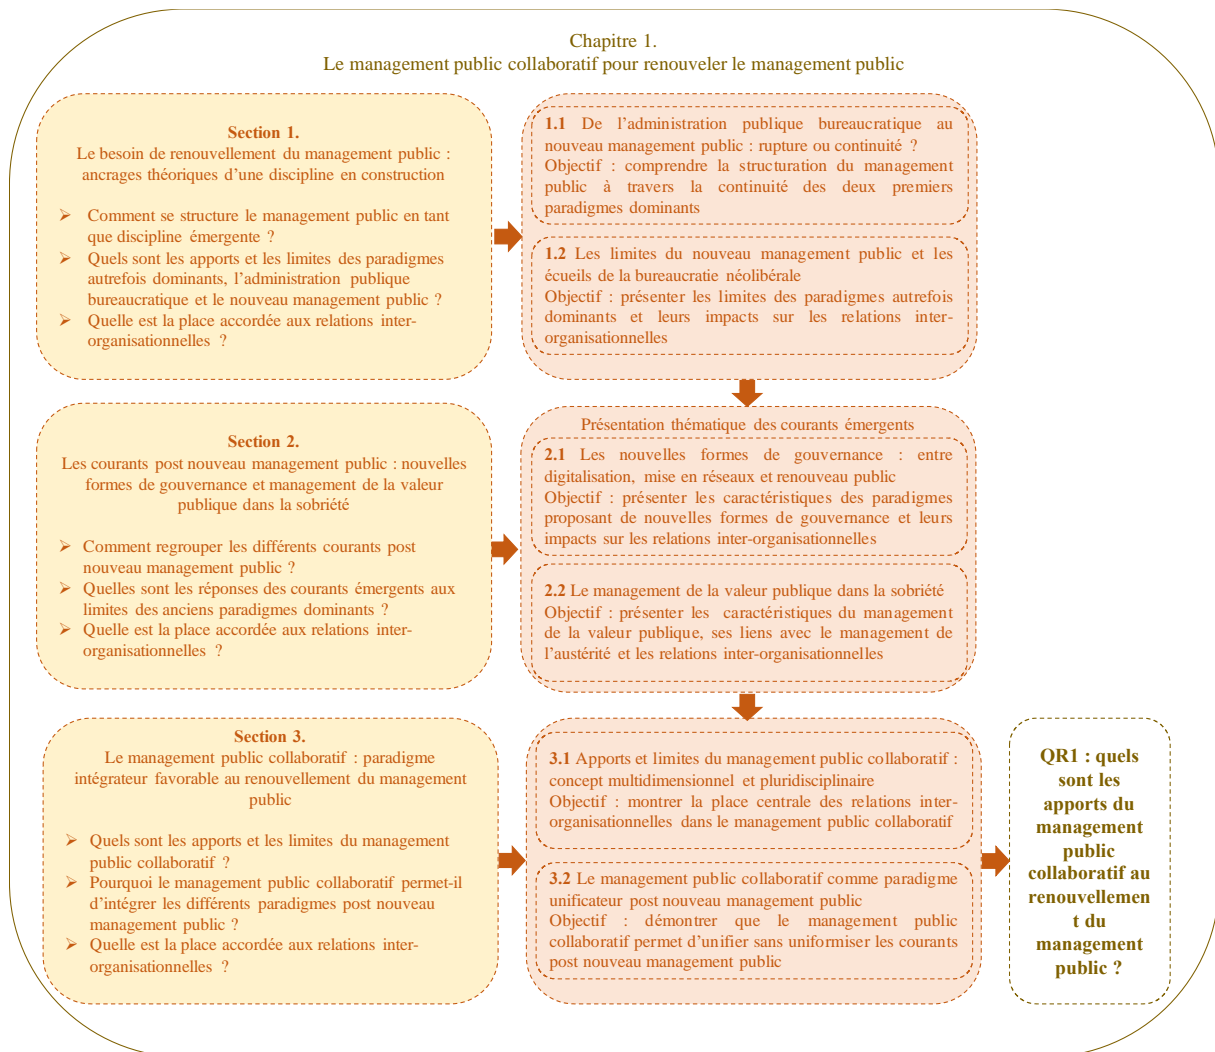 Chapitre 1.
Le management public collaboratif pour renouveler le management public
Section 1.
Le besoin de renouvellement du management public :
ancrages théoriques d’une discipline en construction
➢ Comment se structure le management public en tant
que discipline émergente ?
➢ Quels sont les apports et les limites des paradigmes
autrefois dominants, l’administration publique
bureaucratique et le nouveau management public ?
➢ Quelle est la place accordée aux relations inter-
organisationnelles ?
1.1 De l’administration publique bureaucratique au
nouveau management public : rupture ou continuité ?
Objectif : comprendre la structuration du management
public à travers la continuité des deux premiers
paradigmes dominants
1.2 Les limites du nouveau management public et les
écueils de la bureaucratie néolibérale
Objectif : présenter les limites des paradigmes autrefois
dominants et leurs impacts sur les relations inter-
organisationnelles
Section 2.
Les courants post nouveau management public : nouvelles
formes de gouvernance et management de la valeur
publique dans la sobriété
➢ Comment regrouper les différents courants post
nouveau management public ?
➢ Quelles sont les réponses des courants émergents aux
limites des anciens paradigmes dominants ?
➢ Quelle est la place accordée aux relations inter-
organisationnelles ?
Présentation thématique des courants émergents
2.1 Les nouvelles formes de gouvernance : entre
digitalisation, mise en réseaux et renouveau public
Objectif : présenter les caractéristiques des paradigmes
proposant de nouvelles formes de gouvernance et leurs
impacts sur les relations inter-organisationnelles
2.2 Le management de la valeur publique dans la sobriété
Objectif : présenter les caractéristiques du management
de la valeur publique, ses liens avec le management de
l’austérité et les relations inter-organisationnelles
Section 3.
Le management public collaboratif : paradigme
intégrateur favorable au renouvellement du management
public
➢ Quels sont les apports et les limites du management
public collaboratif ?
➢ Pourquoi le management public collaboratif permet-il
d’intégrer les différents paradigmes post nouveau
management public ?
➢ Quelle est la place accordée aux relations inter-
organisationnelles ?
3.1 Apports et limites du management public collaboratif :
concept multidimensionnel et pluridisciplinaire
Objectif : montrer la place centrale des relations inter-
organisationnelles dans le management public collaboratif
3.2 Le management public collaboratif comme paradigme
unificateur post nouveau management public
Objectif : démontrer que le management public
collaboratif permet d’unifier sans uniformiser les courants
post nouveau management public
QR1 : quels
sont les
apports du
management
public
collaboratif au
renouvellemen
t du
management
public ?